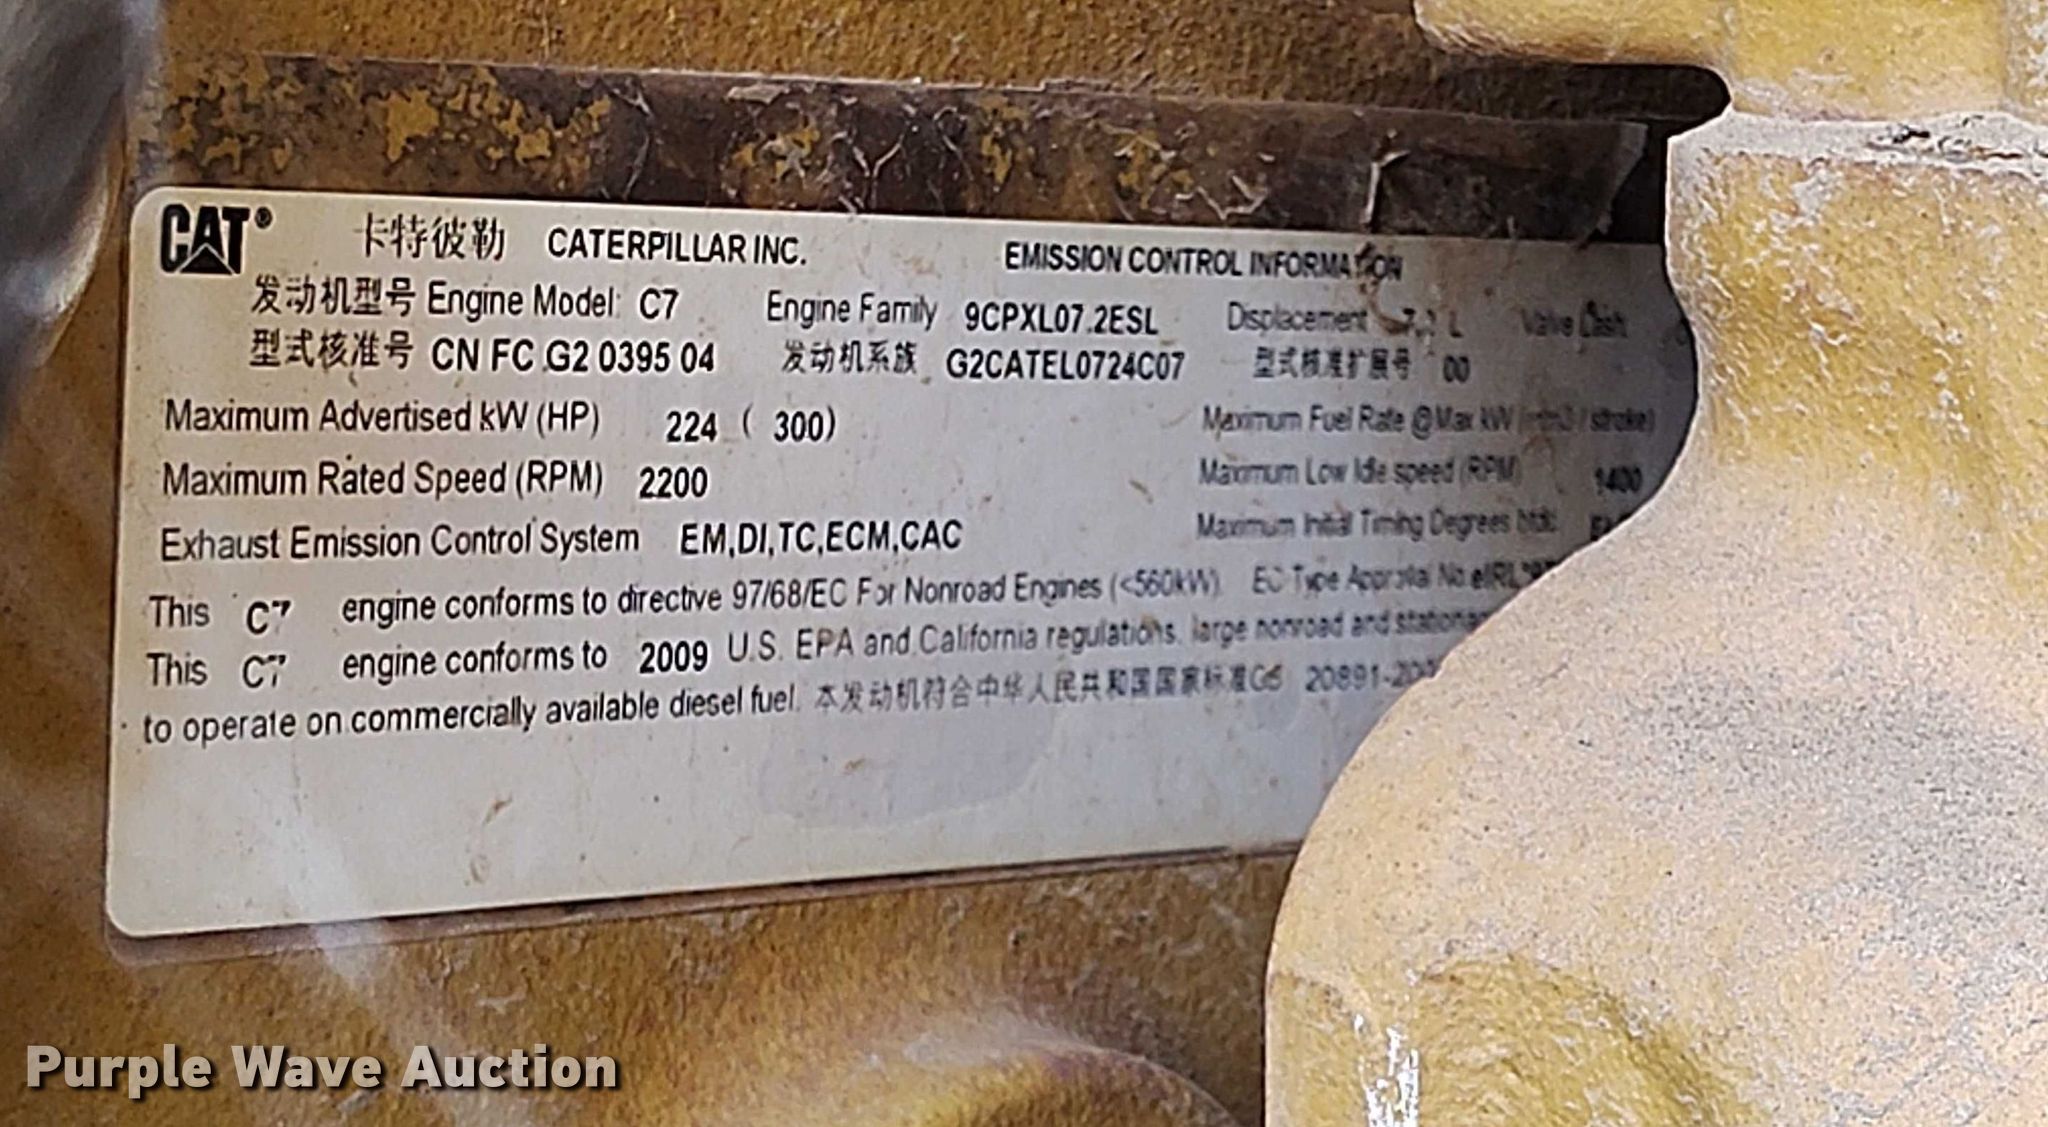 CAT® 卡特彼勒 CATERPILLAR INC. EMISSION CONTROL INFORMATION
发动机型号 Engine Model: C7 Engine Family 9CPXL07.2ESL Displacement L Valve Lash
型式核准号 CN FC G2 0395 04 发动机系族 G2CATEL0724C07 型式核准扩展号 00
Maximum Advertised kW (HP) 224 ( 300) Maximum Fuel Rate @Max kW (mm3 / stroke)
Maximum Rated Speed (RPM) 2200 Maximum Low Idle speed (RPM) 1400
Exhaust Emission Control System EM,DI,TC,ECM,CAC Maximum Initial Timing Degrees btdc
This C7 engine conforms to directive 97/68/EC For Nonroad Engines (<560kW). EC Type Approval No.
This C7 engine conforms to 2009 U.S. EPA and California regulations. large nonroad and
to operate on commercially available diesel fuel. 本发动机符合中华人民共和国国家标准
Purple Wave Auction